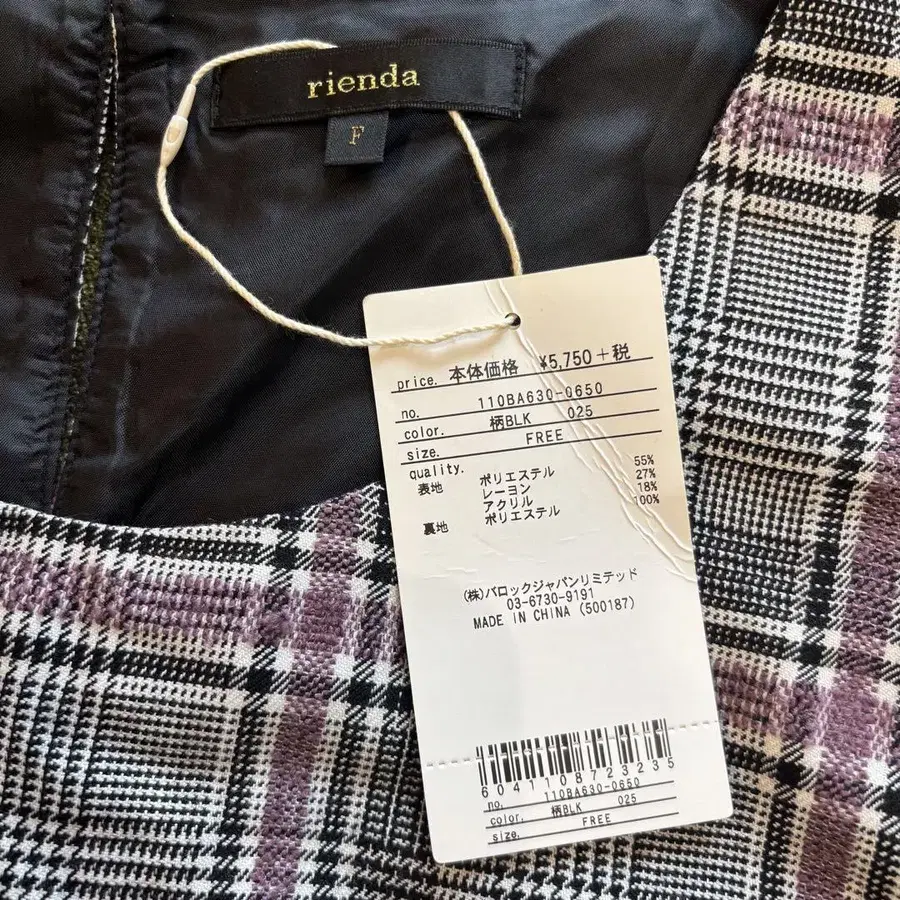 rienda
F
price. 本体価格 ¥5,750+税
no. 110BA630-0650
color. 柄BLK 025
size. FREE
quality.
表地 ポリエステル 55%
レーヨン 27%
アクリル 18%
裏地 ポリエステル 100%
(株)バロックジャパンリミテッド
03-6730-9191
MADE IN CHINA (500187)
6041108723235
no. 110BA630-0650
color. 柄BLK 025
size. FREE